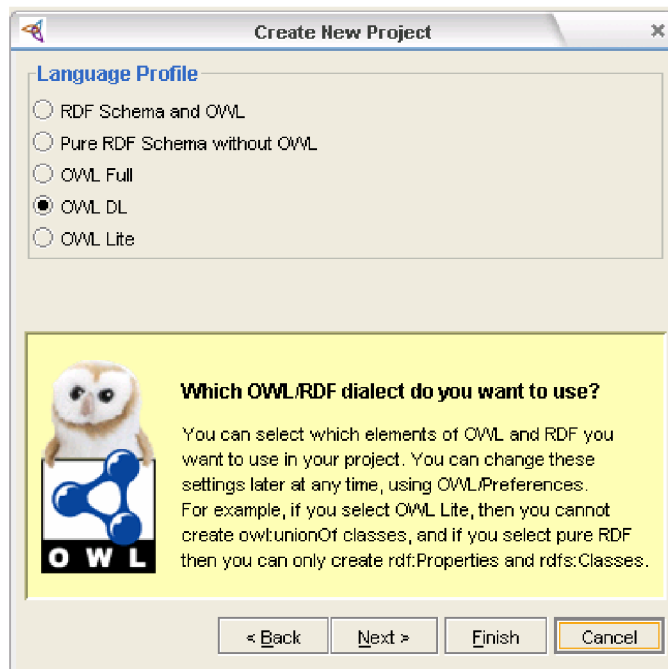 Create New Project
Language Profile
RDF Schema and OWL
Pure RDF Schema without OWL
OWL Full
OWL DL
OWL Lite
Which OWL/RDF dialect do you want to use?
You can select which elements of OWL and RDF you
want to use in your project. You can change these
settings later at any time, using OWL/Preferences.
For example, if you select OWL Lite, then you cannot
create owl:unionOf classes, and if you select pure RDF
then you can only create rdf:Properties and rdfs:Classes.
OWL
< Back Next > Finish Cancel